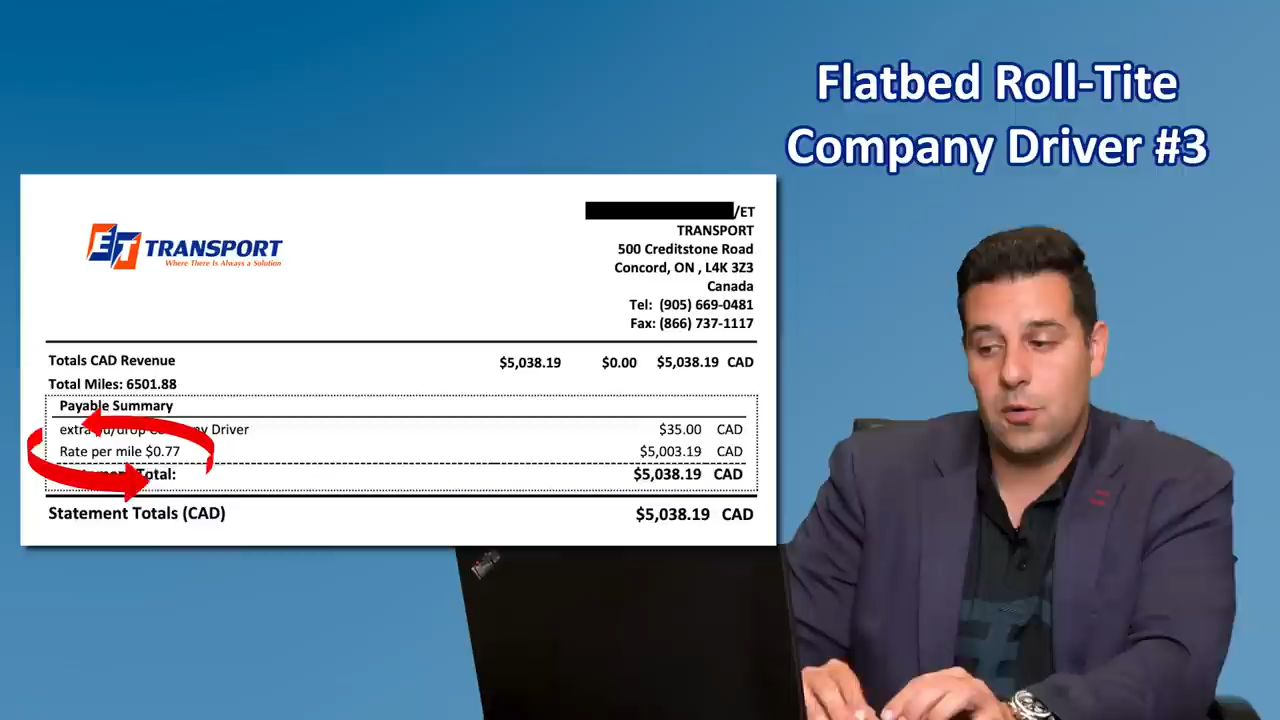 Flatbed Roll-Tite
Company Driver #3
ET TRANSPORT
Where There Is Always a Solution
/ET
TRANSPORT
500 Creditstone Road
Concord, ON , L4K 3Z3
Canada
Tel: (905) 669-0481
Fax: (866) 737-1117
Totals CAD Revenue $5,038.19 $0.00 $5,038.19 CAD
Total Miles: 6501.88
Payable Summary
extra /drop Driver $35.00 CAD
Rate per mile $0.77 $5,003.19 CAD
Total: $5,038.19 CAD
Statement Totals (CAD) $5,038.19 CAD